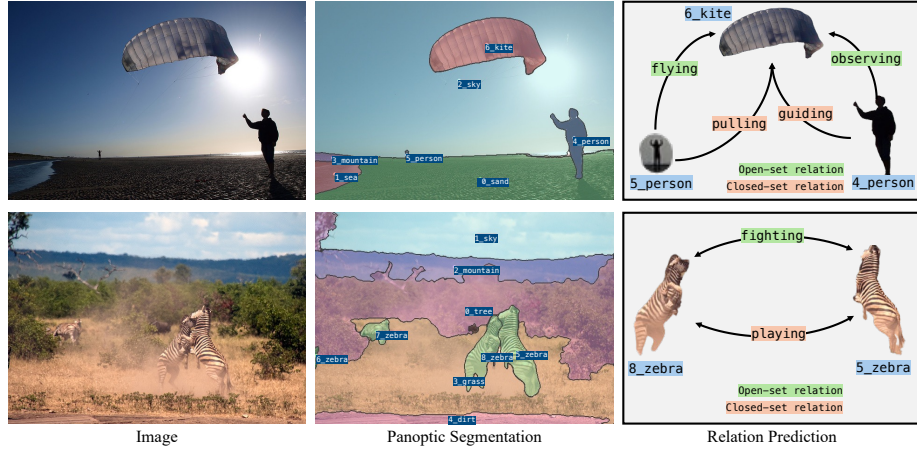 6_kite
2_sky
4_person
5_person
3_mountain
1_sea
0_sand
6_kite
flying
observing
pulling
guiding
Open-set relation
Closed-set relation
5_person
4_person
1_sky
2_mountain
0_tree
7_zebra
6_zebra
8_zebra
5_zebra
3_grass
4_dirt
fighting
playing
8_zebra
5_zebra
Open-set relation
Closed-set relation
Image
Panoptic Segmentation
Relation Prediction